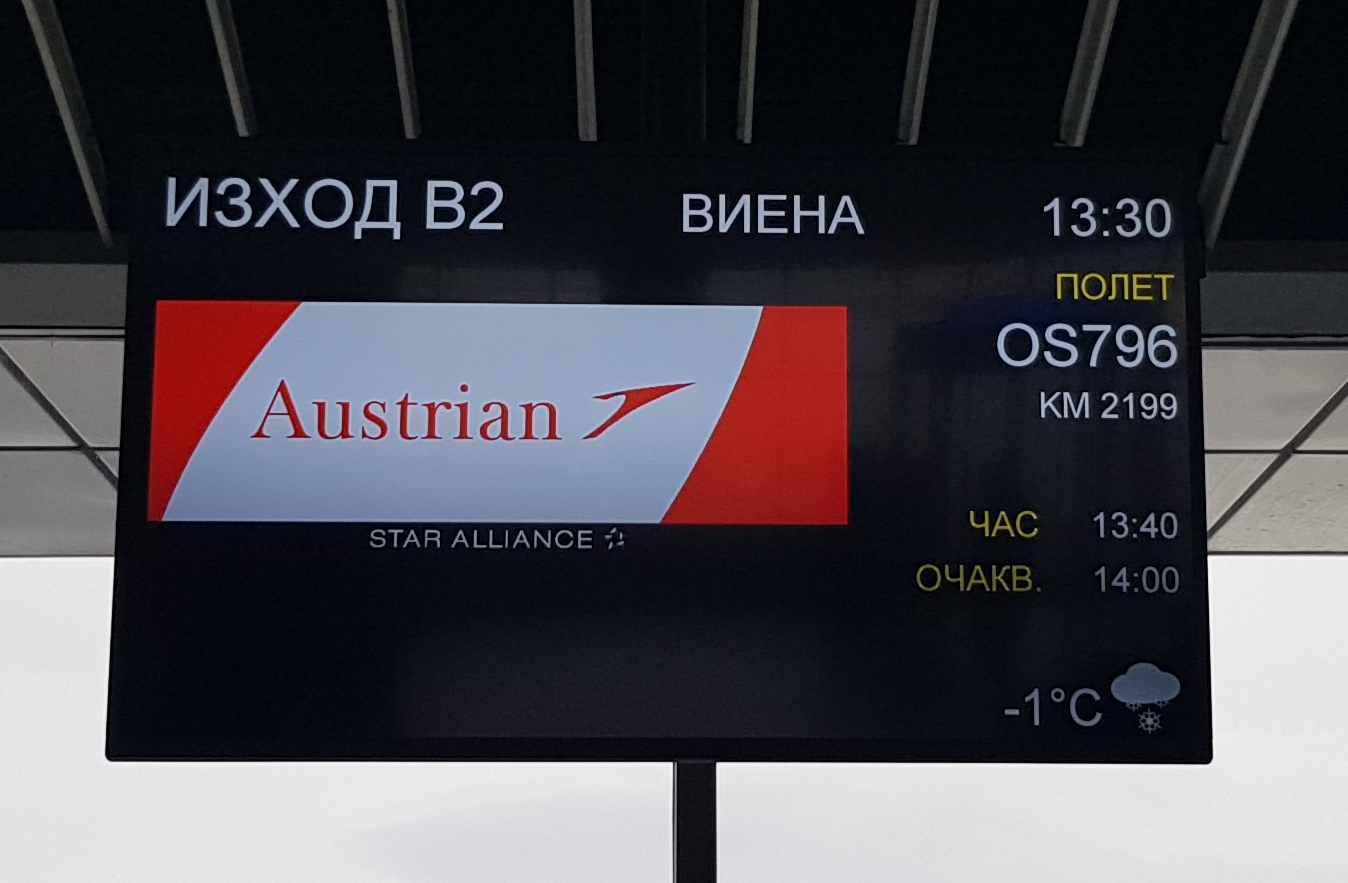 ИЗХОД B2 ВИЕНА 13:30
ПОЛЕТ
OS796
KM 2199
Austrian
STAR ALLIANCE
ЧАС 13:40
ОЧАКВ. 14:00
-1°C